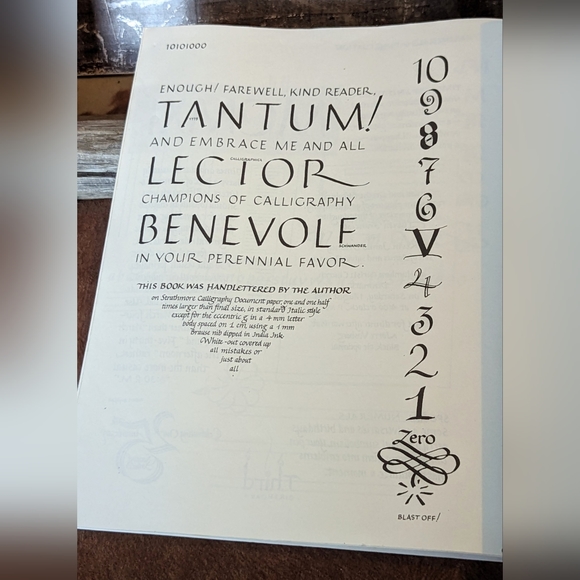 10101000
ENOUGH! FAREWELL, KIND READER,
TANTUM!
AND EMBRACE ME AND ALL
CALLIGRAPHICA
LECTOR
CHAMPIONS OF CALLIGRAPHY
BENEVOLE
SCHWANDER
IN YOUR PERENNIAL FAVOR.
THIS BOOK WAS HANDLETTERED BY THE AUTHOR
on Strathmore Calligraphy Document paper, one and one half
times larger than final size, in standard Italic style
except for the eccentric g in a 4 mm letter
body spaced on 1 cm using a 1 mm
Brause nib dipped in India Ink
White-out covered up
all mistakes or
just about
all
10
9
8
7
6
V
4
3
2
1
Zero
BLAST OFF!